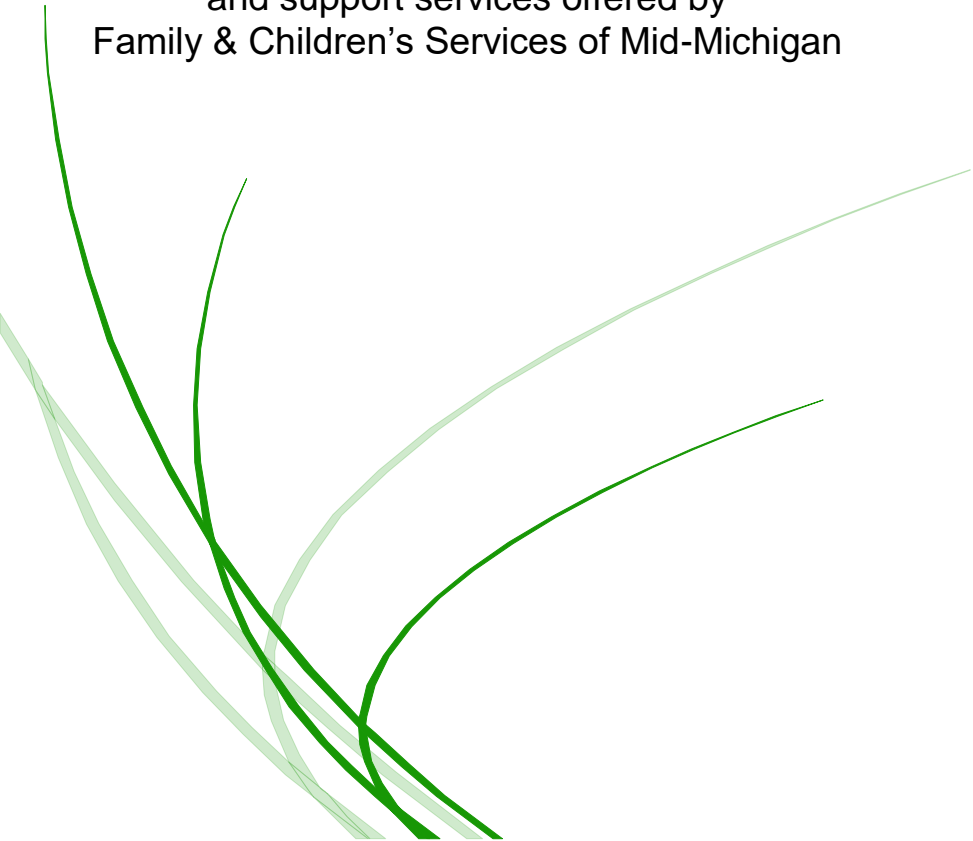 and support services offered by
Family & Children’s Services of Mid-Michigan